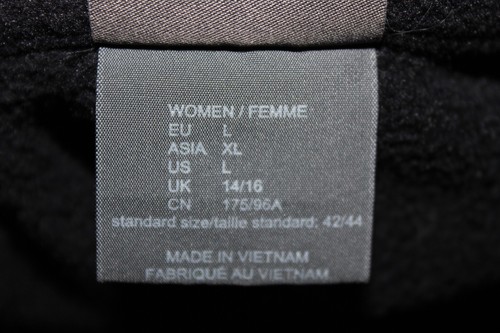 WOMEN / FEMME
EU L
ASIA XL
US L
UK 14/16
CN 175/96A
standard size/taille standard: 42/44
MADE IN VIETNAM
FABRIQUÉ AU VIETNAM